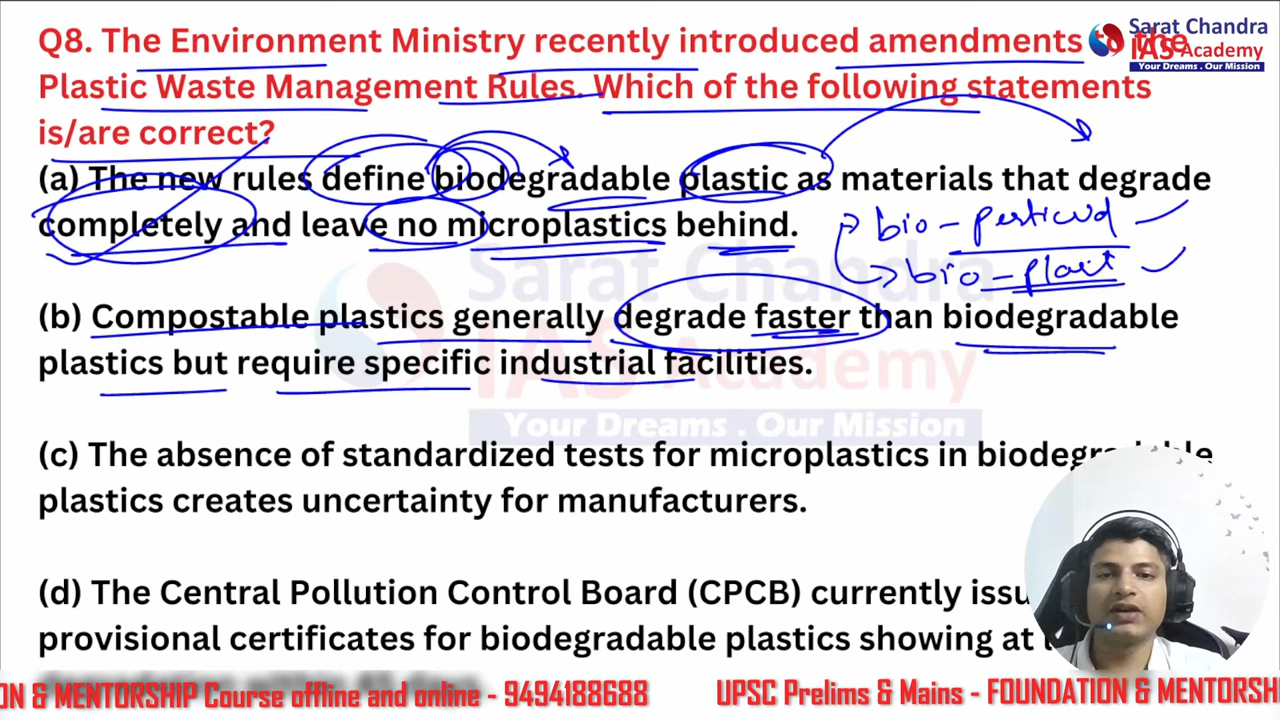 Q8. The Environment Ministry recently introduced amendments to the
Plastic Waste Management Rules. Which of the following statements
is/are correct?
Sarat Chandra
IAS Academy
Your Dreams . Our Mission
(a) The new rules define biodegradable plastic as materials that degrade
completely and leave no microplastics behind.
bio-
bio-
(b) Compostable plastics generally degrade faster than biodegradable
plastics but require specific industrial facilities.
Sarat Chandra
IAS Academy
Your Dreams . Our Mission
(c) The absence of standardized tests for microplastics in biodegradable
plastics creates uncertainty for manufacturers.
(d) The Central Pollution Control Board (CPCB) currently
provisional certificates for biodegradable plastics showing at
ON & MENTORSHIP Course offline and online - 9494188688 UPSC Prelims & Mains - FOUNDATION & MENTORSH